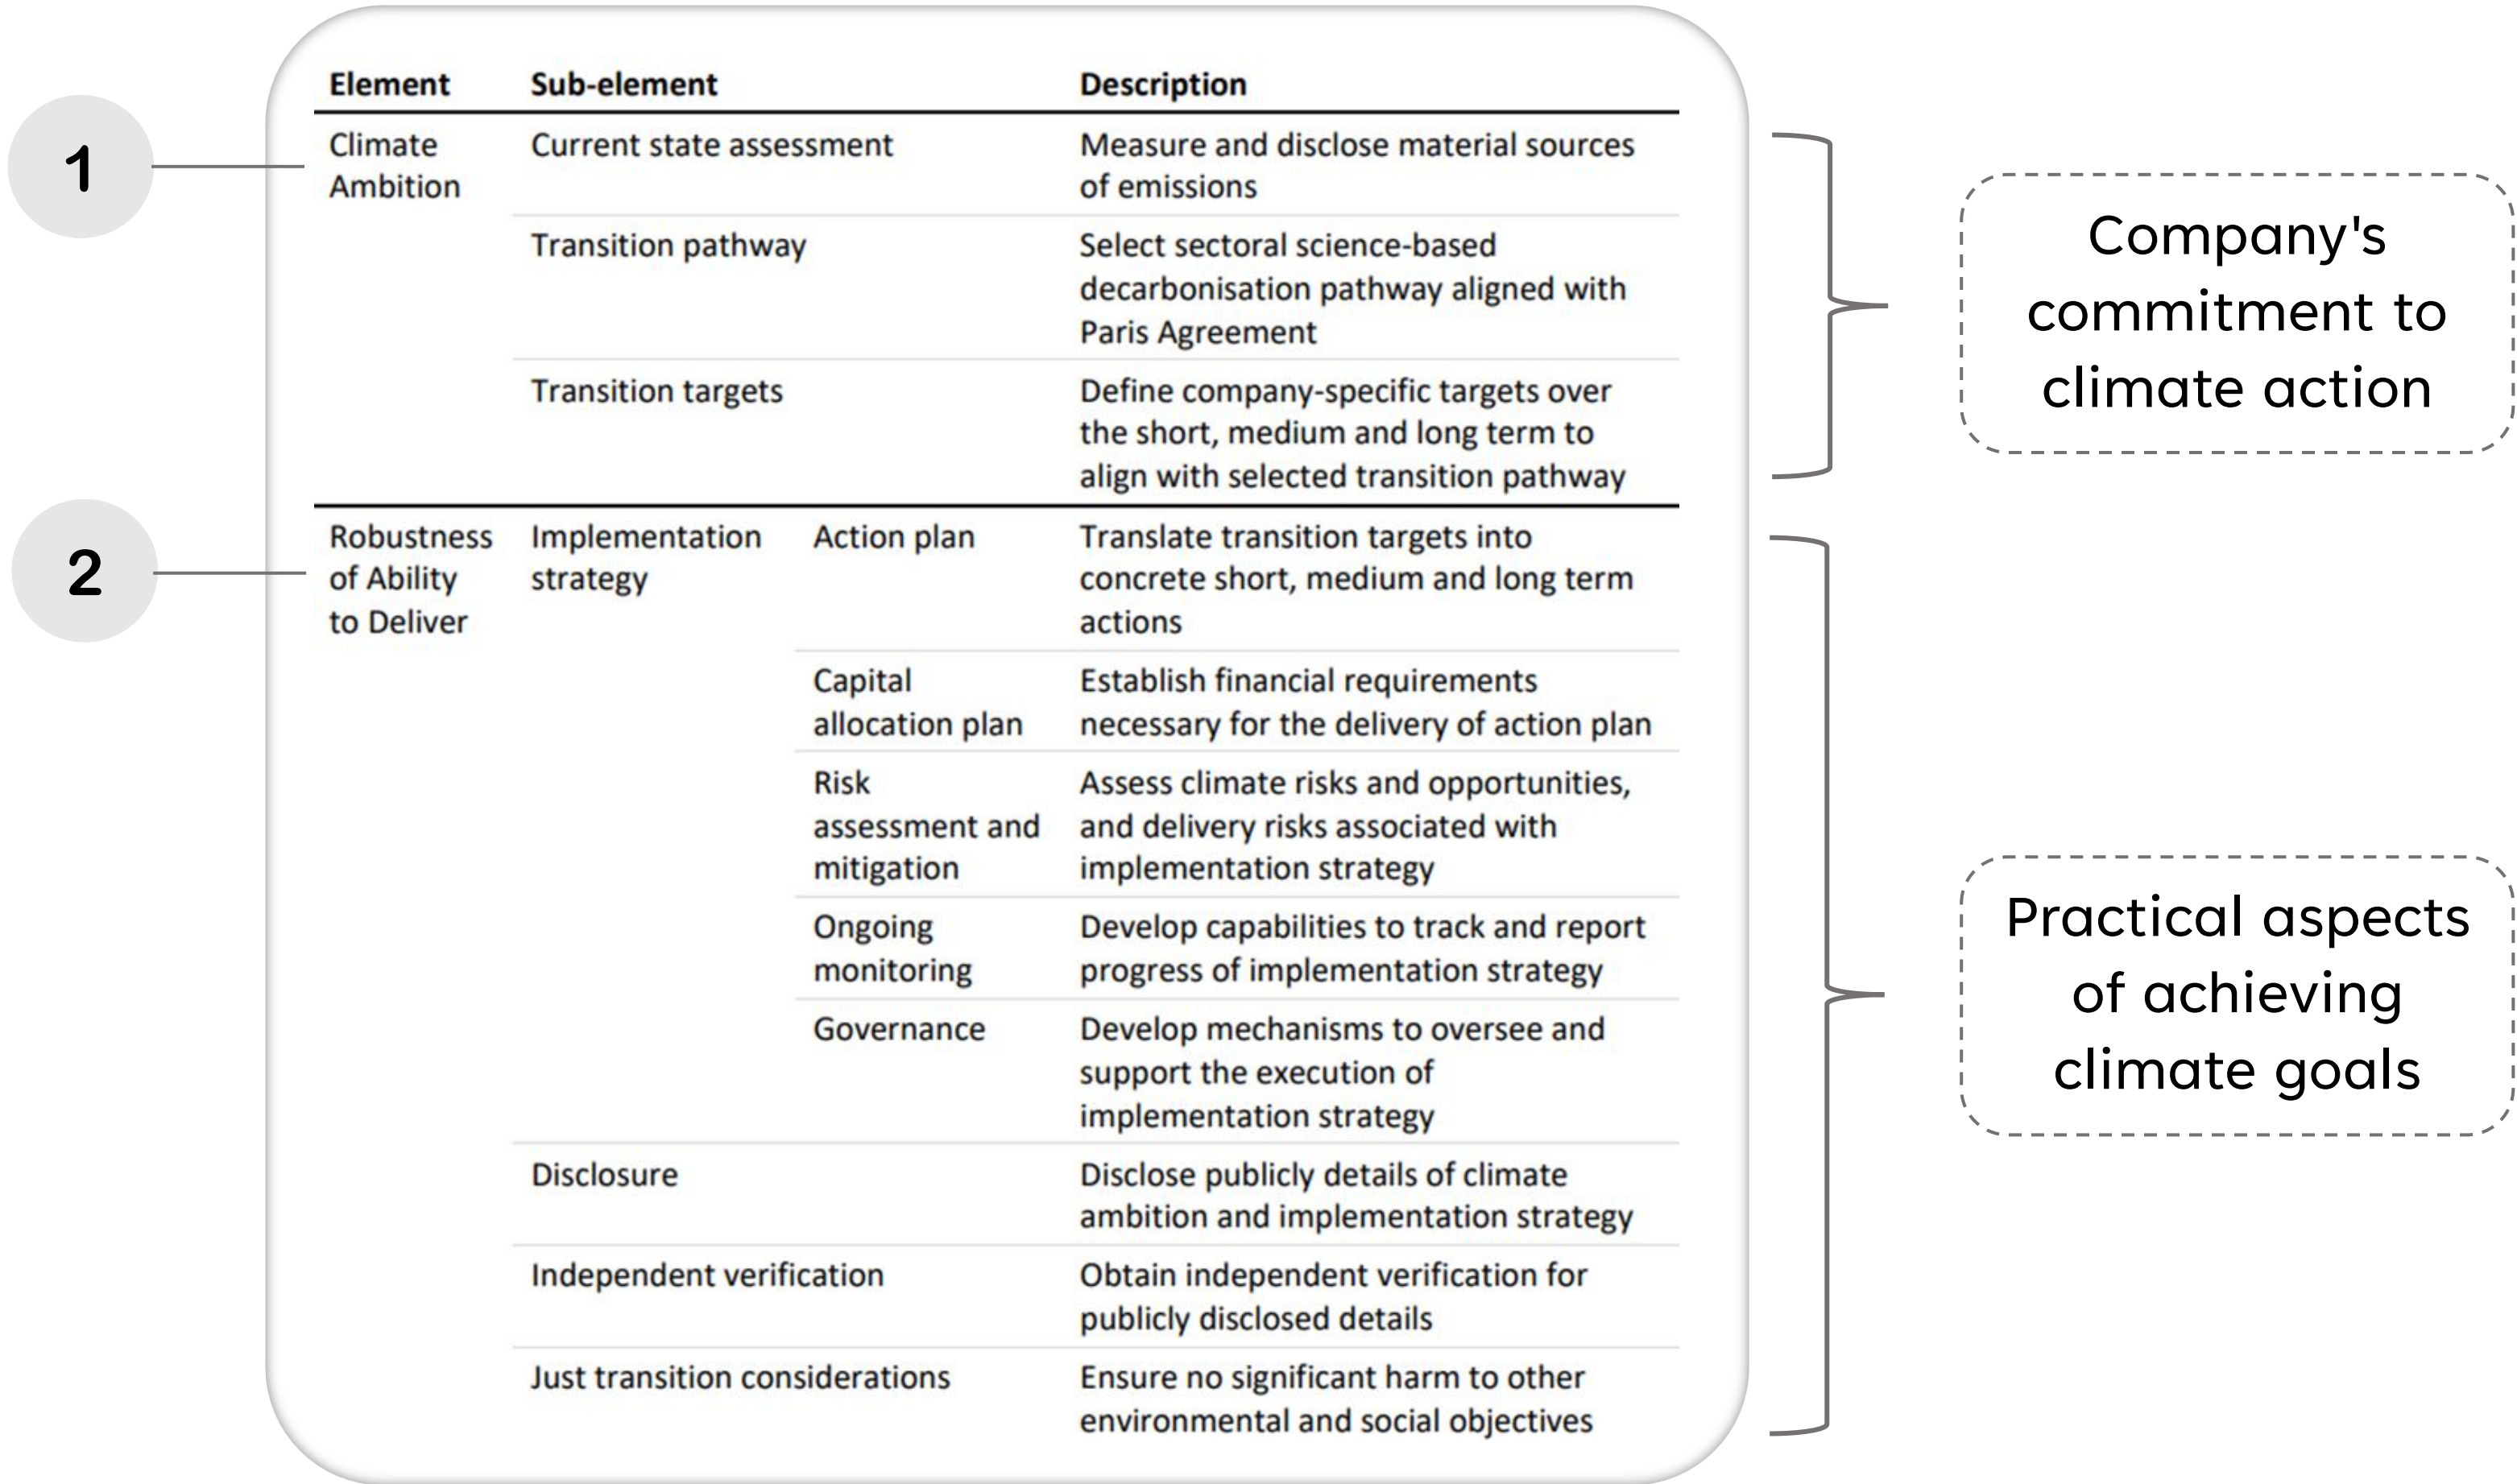 Element Sub-element Description
1
Climate Ambition
Current state assessment
Measure and disclose material sources
of emissions
Transition pathway
Select sectoral science-based
decarbonisation pathway aligned with
Paris Agreement
Transition targets
Define company-specific targets over
the short, medium and long term to
align with selected transition pathway
Company's
commitment to
climate action
2
Robustness
of Ability
to Deliver
Implementation
strategy
Action plan
Translate transition targets into
concrete short, medium and long term
actions
Capital
allocation plan
Establish financial requirements
necessary for the delivery of action plan
Risk
assessment and
mitigation
Assess climate risks and opportunities,
and delivery risks associated with
implementation strategy
Ongoing
monitoring
Develop capabilities to track and report
progress of implementation strategy
Governance
Develop mechanisms to oversee and
support the execution of
implementation strategy
Disclosure
Disclose publicly details of climate
ambition and implementation strategy
Independent verification
Obtain independent verification for
publicly disclosed details
Just transition considerations
Ensure no significant harm to other
environmental and social objectives
Practical aspects
of achieving
climate goals